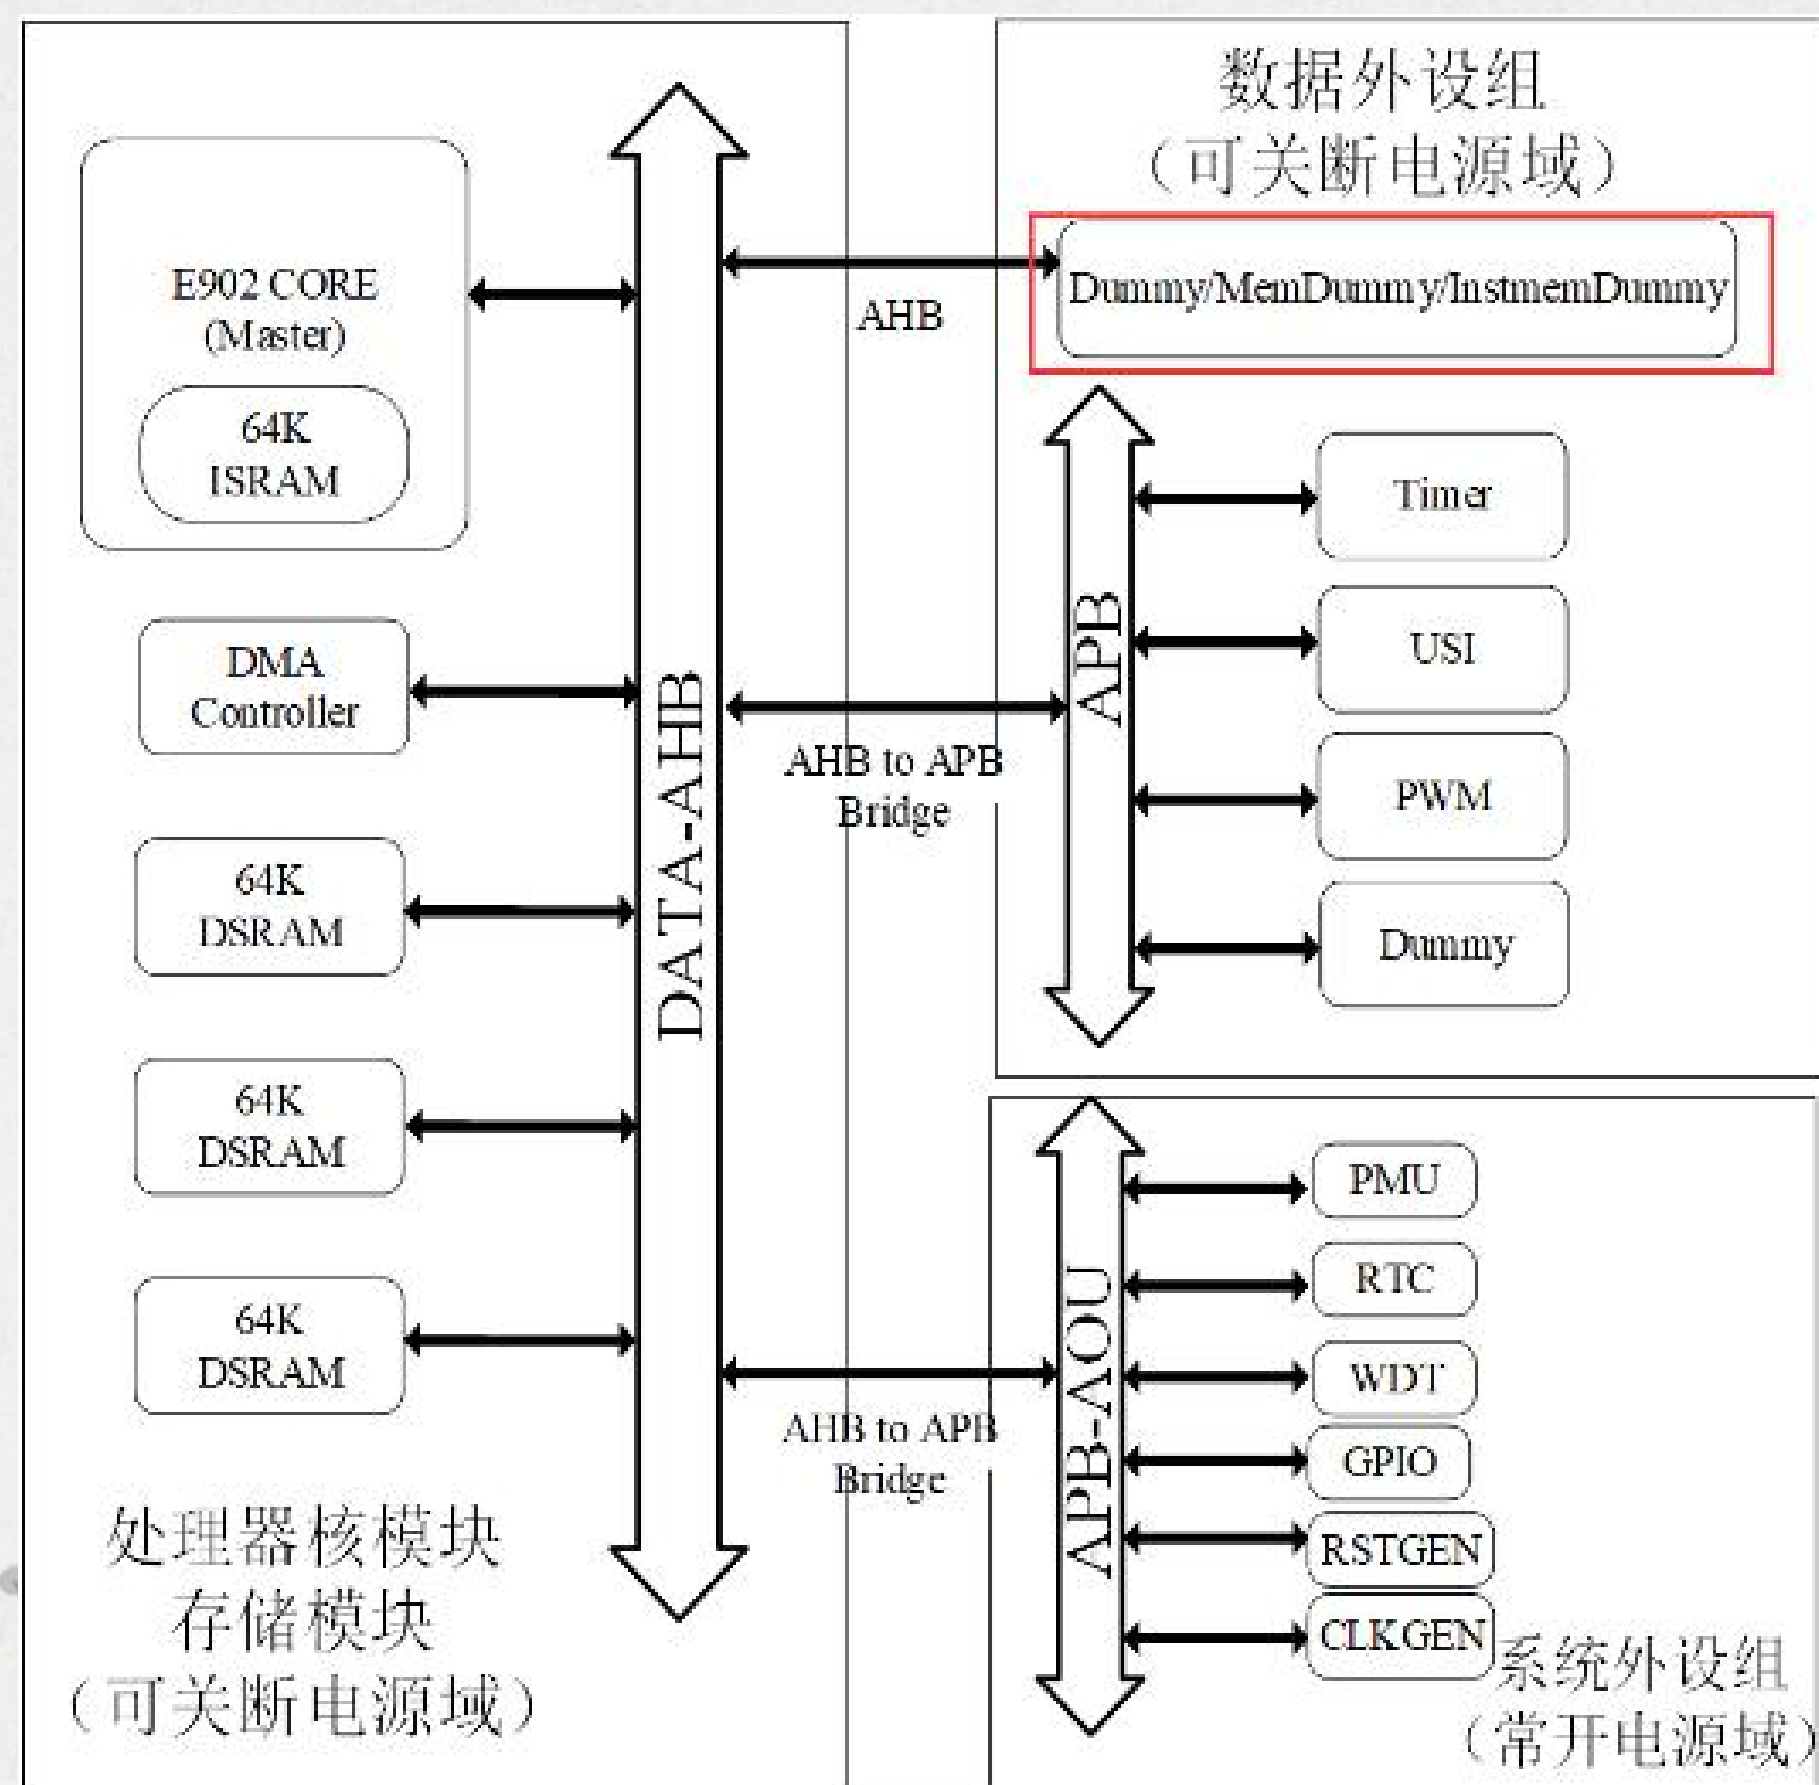 E902 CORE
(Master)
64K
ISRAM
DMA
Controller
64K
DSRAM
64K
DSRAM
64K
DSRAM
处理器核模块
存储模块
（可关断电源域）
DATA-AHB
AHB
AHB to APB
Bridge
AHB to APB
Bridge
数据外设组
（可关断电源域）
Dummy/MemDummy/InstmemDummy
APB
Timer
USI
PWM
Dummy
APB-AOU
PMU
RTC
WDT
GPIO
RSTGEN
CLKGEN
系统外设组
（常开电源域）